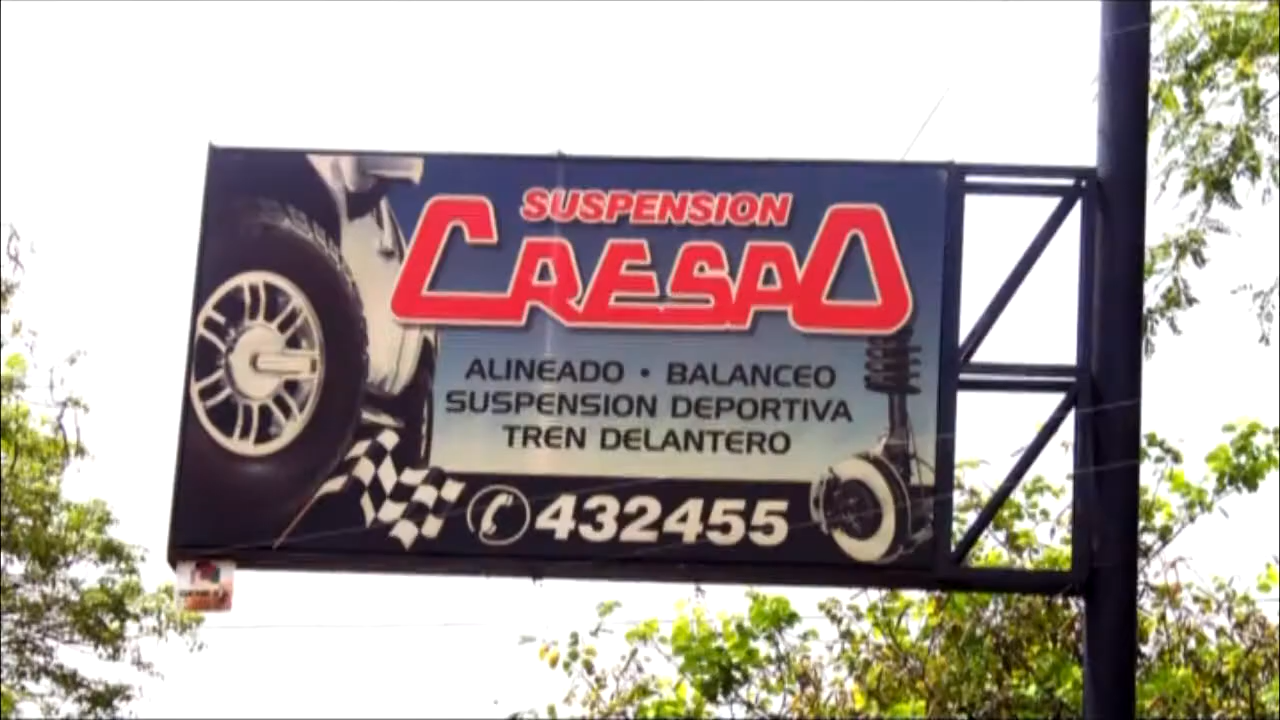 SUSPENSION
CRESPO
ALINEADO • BALANCEO
SUSPENSION DEPORTIVA
TREN DELANTERO
432455